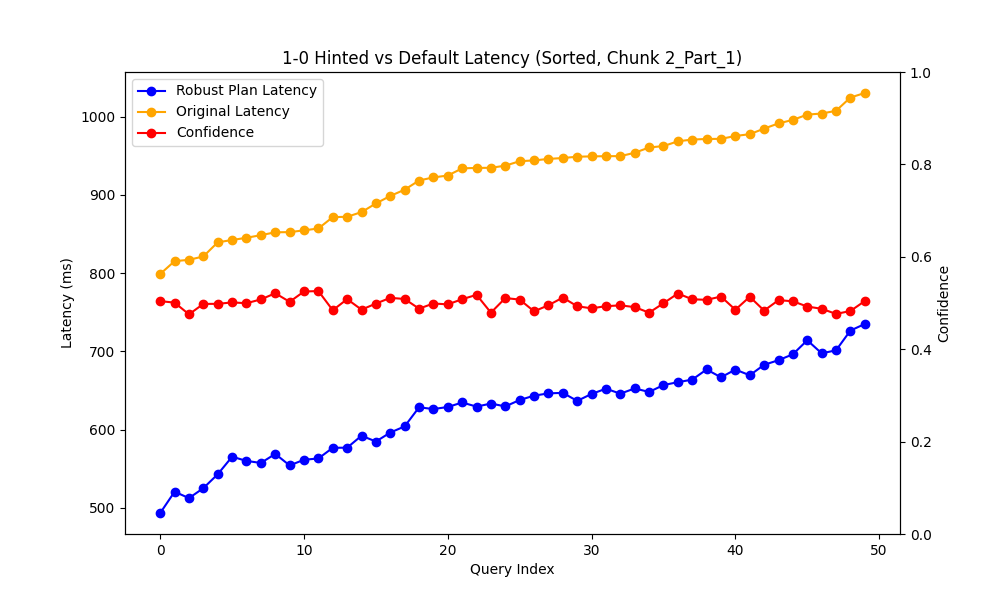 1-0 Hinted vs Default Latency (Sorted, Chunk 2_Part_1)
Robust Plan Latency
Original Latency
Confidence
Latency (ms)
1000
900
800
700
600
500
1.0
0.8
0.6
0.4
0.2
0.0
Confidence
0 10 20 30 40 50
Query Index